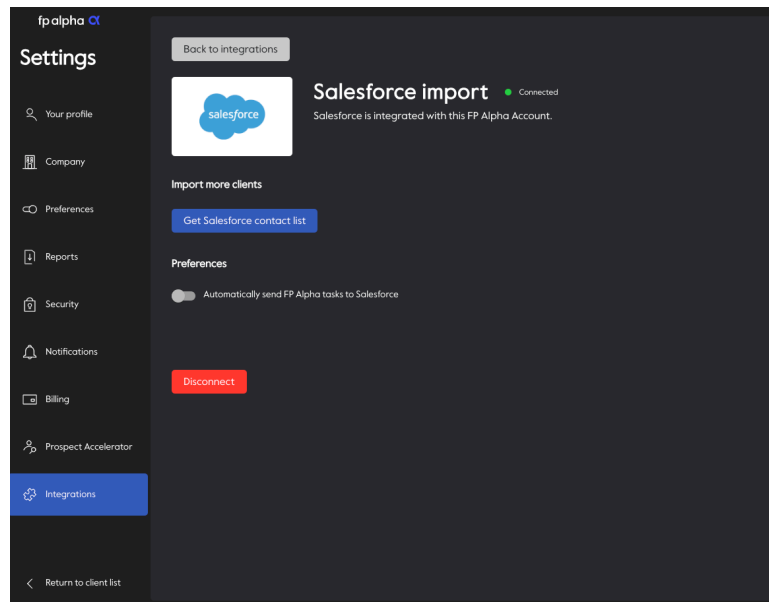 fp alpha α
Settings
Your profile
Company
Preferences
Reports
Security
Notifications
Billing
Prospect Accelerator
Integrations
Return to client list
Back to integrations
salesforce
Salesforce import
Connected
Salesforce is integrated with this FP Alpha Account.
Import more clients
Get Salesforce contact list
Preferences
Automatically send FP Alpha tasks to Salesforce
Disconnect